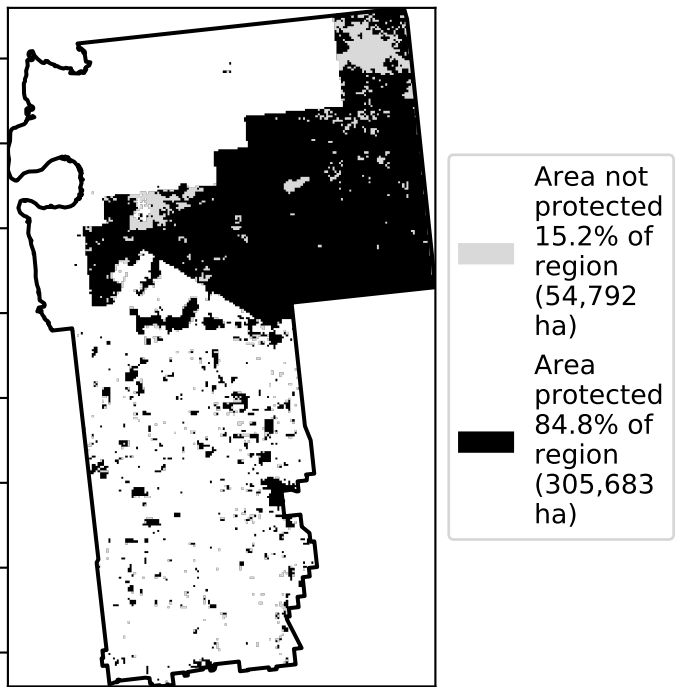 Area not
protected
15.2% of
region
(54,792
ha)
Area
protected
84.8% of
region
(305,683
ha)